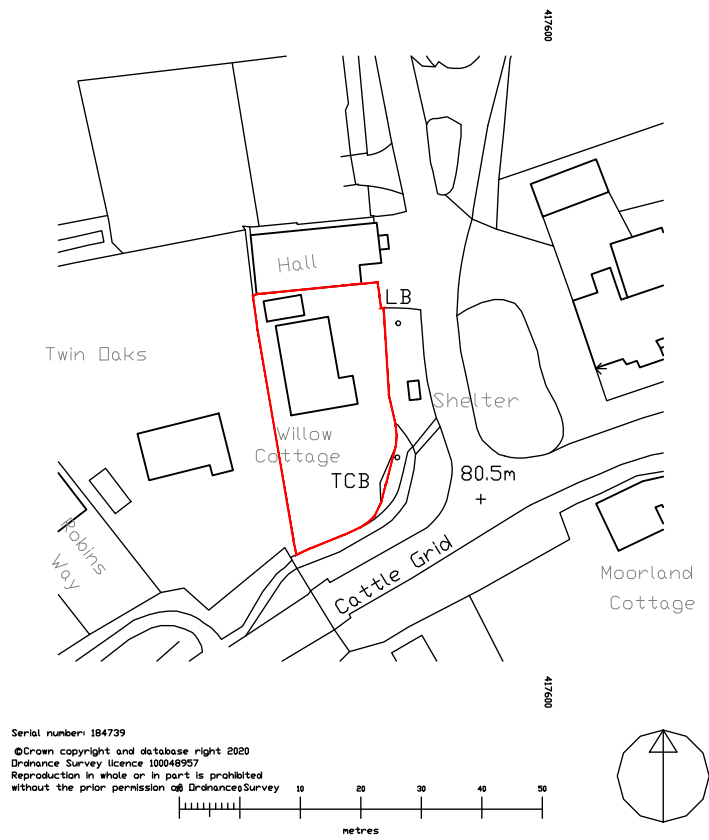 417600
Hall
LB
Twin Oaks
Shelter
Willow
Cottage
TCB
80.5m
Robins
Way
Cattle Grid
Moorland
Cottage
417600
Serial number: 184739
©Crown copyright and database right 2020
Ordnance Survey licence 100048957
Reproduction in whole or in part is prohibited
without the prior permission of Ordnance Survey
0 10 20 30 40 50
metres